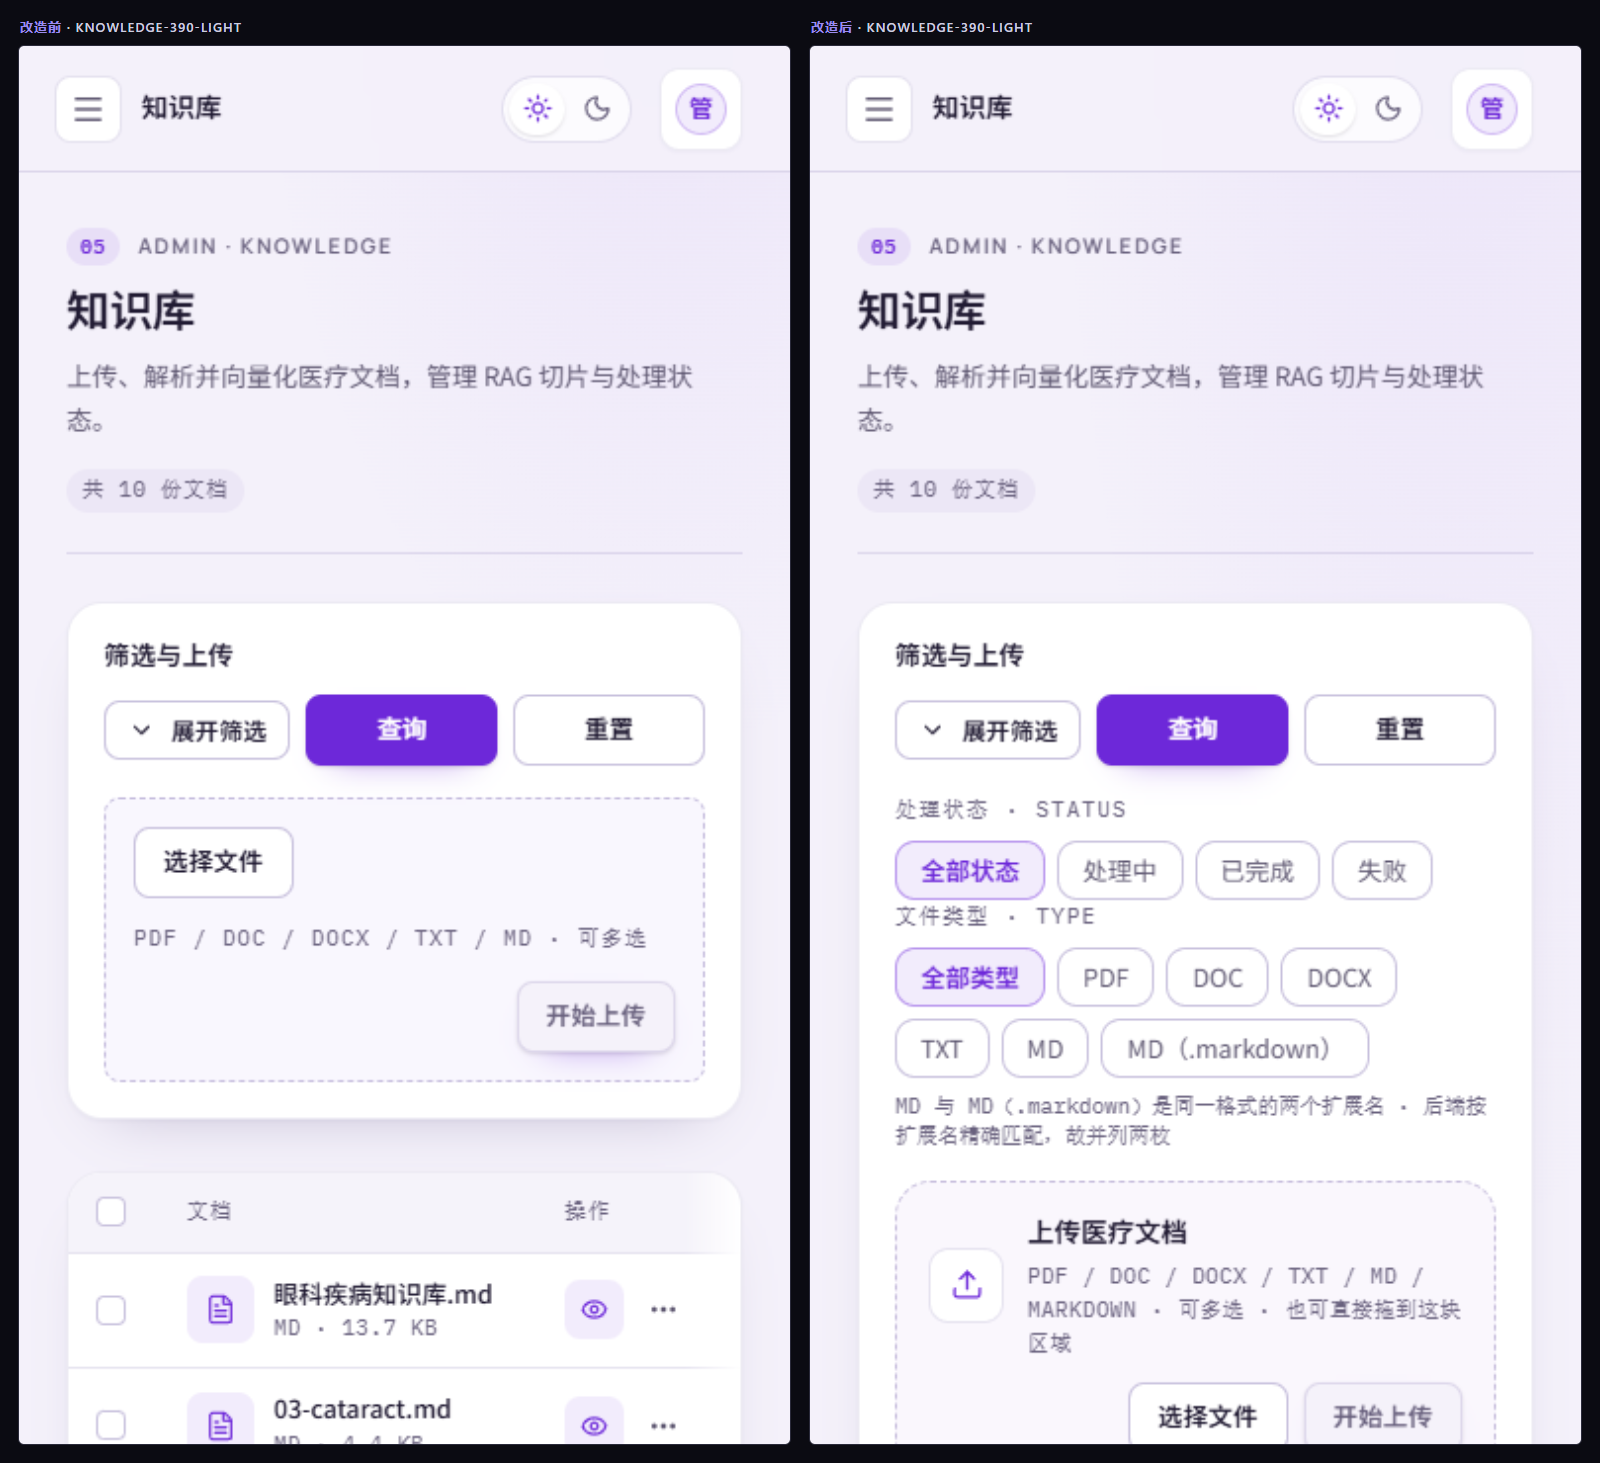 改造前 · KNOWLEDGE-390-LIGHT
知识库
管
05 ADMIN · KNOWLEDGE
知识库
上传、解析并向量化医疗文档，管理 RAG 切片与处理状
态。
共 10 份文档
筛选与上传
展开筛选 查询 重置
选择文件
PDF / DOC / DOCX / TXT / MD · 可多选
开始上传
文档 操作
眼科疾病知识库.md
MD · 13.7 KB
03-cataract.md
MD · 4.4 KB
改造后 · KNOWLEDGE-390-LIGHT
知识库
管
05 ADMIN · KNOWLEDGE
知识库
上传、解析并向量化医疗文档，管理 RAG 切片与处理状
态。
共 10 份文档
筛选与上传
展开筛选 查询 重置
处理状态 · STATUS
全部状态 处理中 已完成 失败
文件类型 · TYPE
全部类型 PDF DOC DOCX
TXT MD MD（.markdown）
MD 与 MD（.markdown）是同一格式的两个扩展名 · 后端按
扩展名精确匹配，故并列两枚
上传医疗文档
PDF / DOC / DOCX / TXT / MD /
MARKDOWN · 可多选 · 也可直接拖到这块
区域
选择文件 开始上传